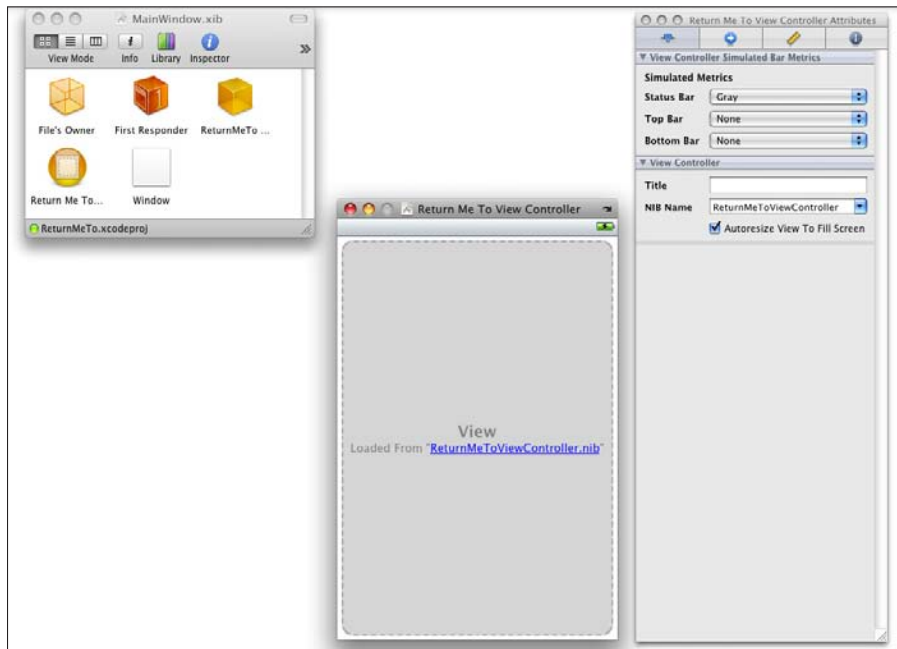 MainWindow.xib
View Mode Info Library Inspector
File's Owner First Responder ReturnMeTo ...
Return Me To... Window
ReturnMeTo.xcodeproj
Return Me To View Controller
View
Loaded From "ReturnMeToViewController.nib"
Return Me To View Controller Attributes
View Controller Simulated Bar Metrics
Simulated Metrics
Status Bar Gray
Top Bar None
Bottom Bar None
View Controller
Title
NIB Name ReturnMeToViewController
Autoresize View To Fill Screen